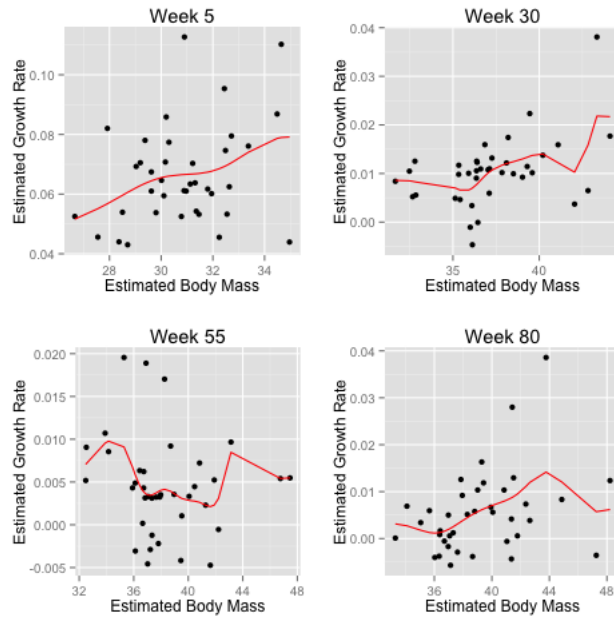 Week 5
Estimated Growth Rate
0.10
0.08
0.06
0.04
28
30
32
34
Estimated Body Mass
Week 30
Estimated Growth Rate
0.04
0.03
0.02
0.01
0.00
35
40
Estimated Body Mass
Week 55
Estimated Growth Rate
0.020
0.015
0.010
0.005
0.000
-0.005
32
36
40
44
48
Estimated Body Mass
Week 80
Estimated Growth Rate
0.04
0.03
0.02
0.01
0.00
36
40
44
48
Estimated Body Mass